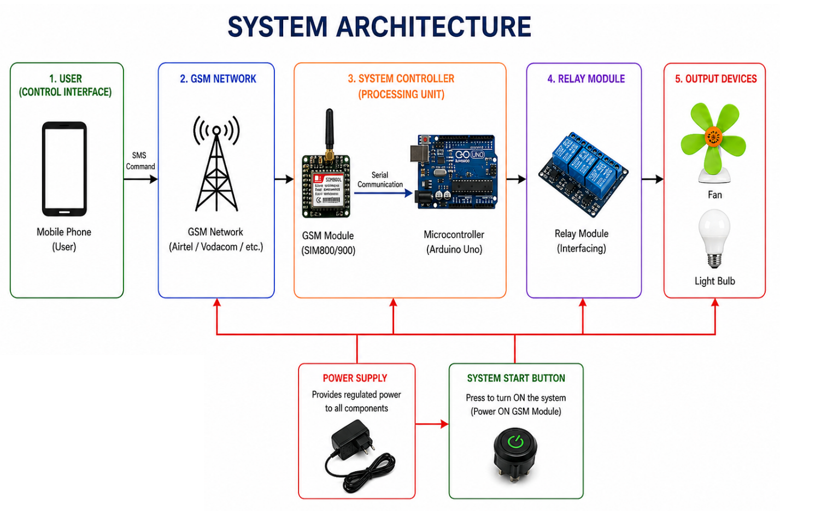 SYSTEM ARCHITECTURE
1. USER
(CONTROL INTERFACE)
Mobile Phone
(User)
SMS
Command
2. GSM NETWORK
GSM Network
(Airtel / Vodacom / etc.)
3. SYSTEM CONTROLLER
(PROCESSING UNIT)
SIM800L
GSM Module
(SIM800/900)
Serial
Communication
UNO
Microcontroller
(Arduino Uno)
4. RELAY MODULE
Relay Module
(Interfacing)
5. OUTPUT DEVICES
Fan
Light Bulb
POWER SUPPLY
Provides regulated power
to all components
SYSTEM START BUTTON
Press to turn ON the system
(Power ON GSM Module)